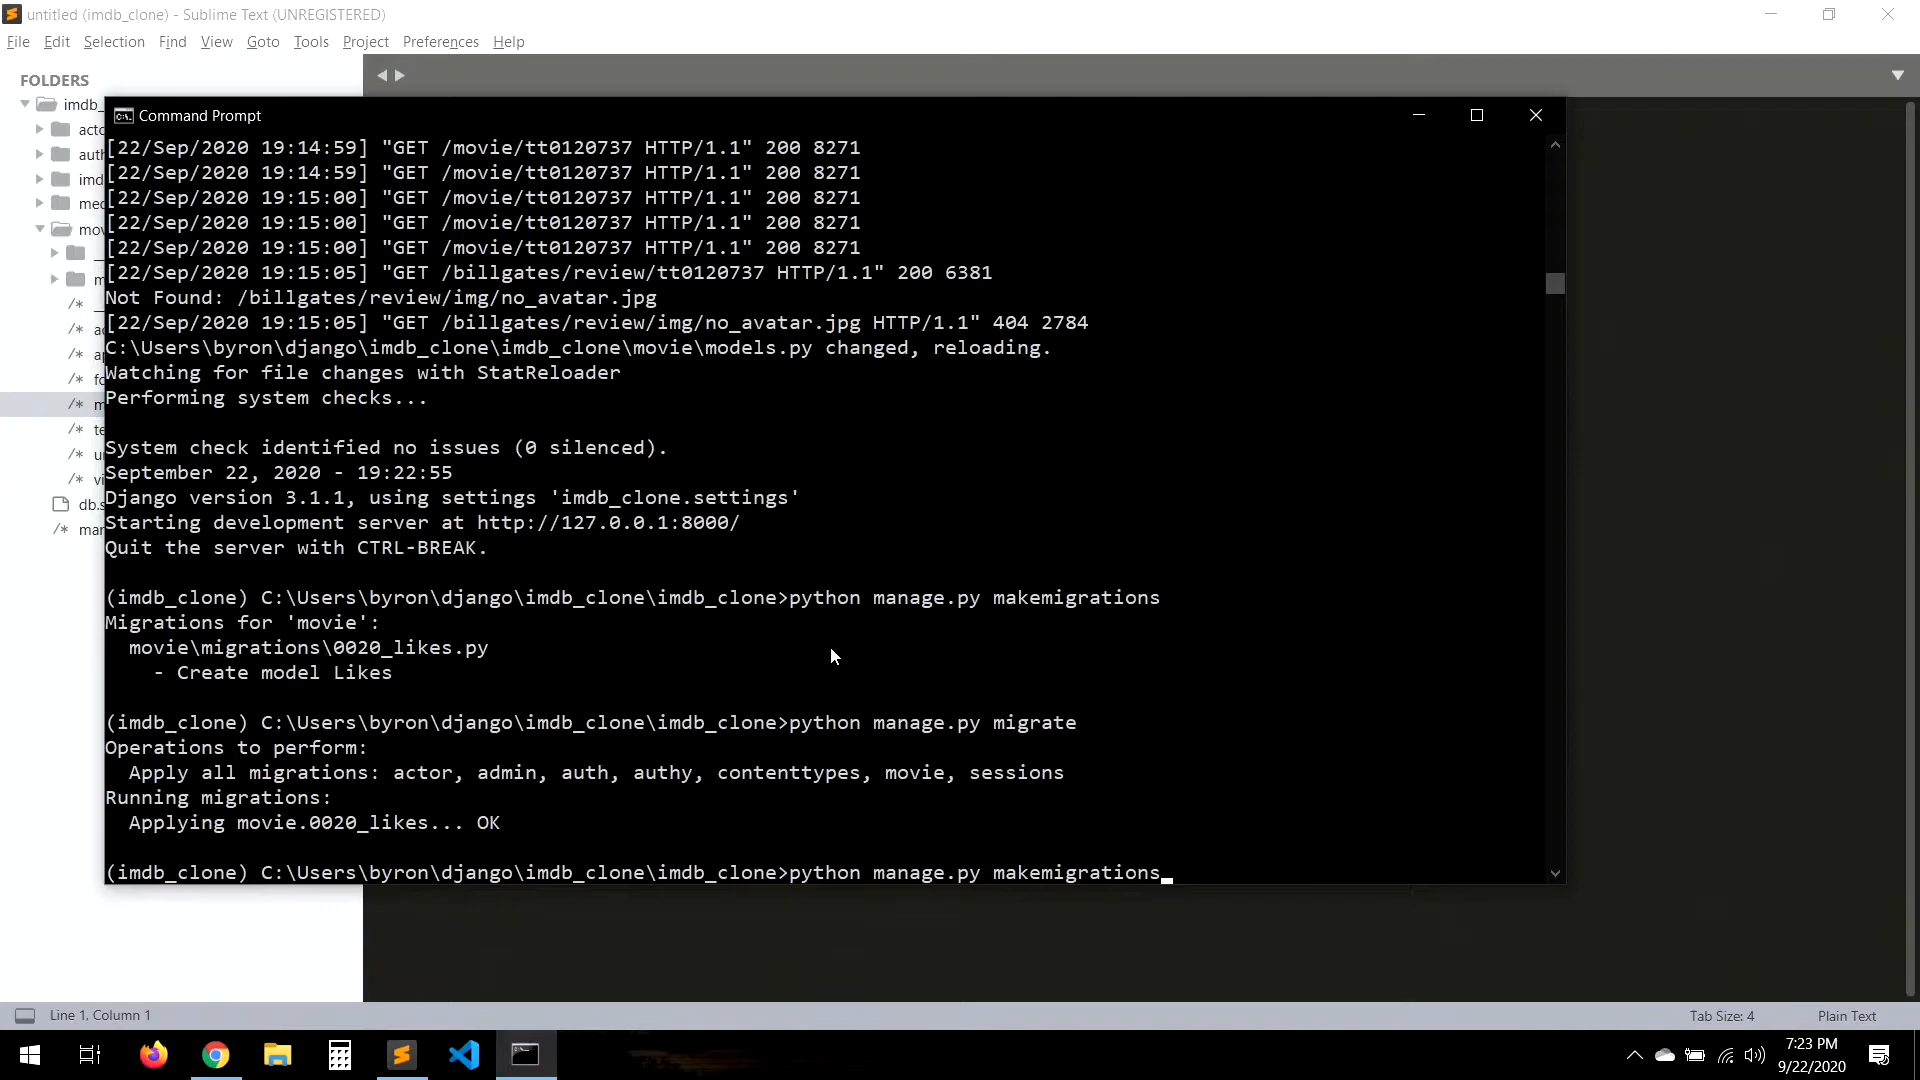 untitled (imdb_clone) - Sublime Text (UNREGISTERED)
File Edit Selection Find View Goto Tools Project Preferences Help
FOLDERS
imdb_
acto
auth
imd
med
mov
__
m
/* __
/* ad
/* ap
/* fo
/* m
/* te
/* ur
/* vi
db.s
/* man
Command Prompt
[22/Sep/2020 19:14:59] "GET /movie/tt0120737 HTTP/1.1" 200 8271
[22/Sep/2020 19:14:59] "GET /movie/tt0120737 HTTP/1.1" 200 8271
[22/Sep/2020 19:15:00] "GET /movie/tt0120737 HTTP/1.1" 200 8271
[22/Sep/2020 19:15:00] "GET /movie/tt0120737 HTTP/1.1" 200 8271
[22/Sep/2020 19:15:00] "GET /movie/tt0120737 HTTP/1.1" 200 8271
[22/Sep/2020 19:15:05] "GET /billgates/review/tt0120737 HTTP/1.1" 200 6381
Not Found: /billgates/review/img/no_avatar.jpg
[22/Sep/2020 19:15:05] "GET /billgates/review/img/no_avatar.jpg HTTP/1.1" 404 2784
C:\Users\byron\django\imdb_clone\imdb_clone\movie\models.py changed, reloading.
Watching for file changes with StatReloader
Performing system checks...
System check identified no issues (0 silenced).
September 22, 2020 - 19:22:55
Django version 3.1.1, using settings 'imdb_clone.settings'
Starting development server at http://127.0.0.1:8000/
Quit the server with CTRL-BREAK.
(imdb_clone) C:\Users\byron\django\imdb_clone\imdb_clone>python manage.py makemigrations
Migrations for 'movie':
movie\migrations\0020_likes.py
- Create model Likes
(imdb_clone) C:\Users\byron\django\imdb_clone\imdb_clone>python manage.py migrate
Operations to perform:
Apply all migrations: actor, admin, auth, authy, contenttypes, movie, sessions
Running migrations:
Applying movie.0020_likes... OK
(imdb_clone) C:\Users\byron\django\imdb_clone\imdb_clone>python manage.py makemigrations
Line 1, Column 1
Tab Size: 4
Plain Text
7:23 PM
9/22/2020